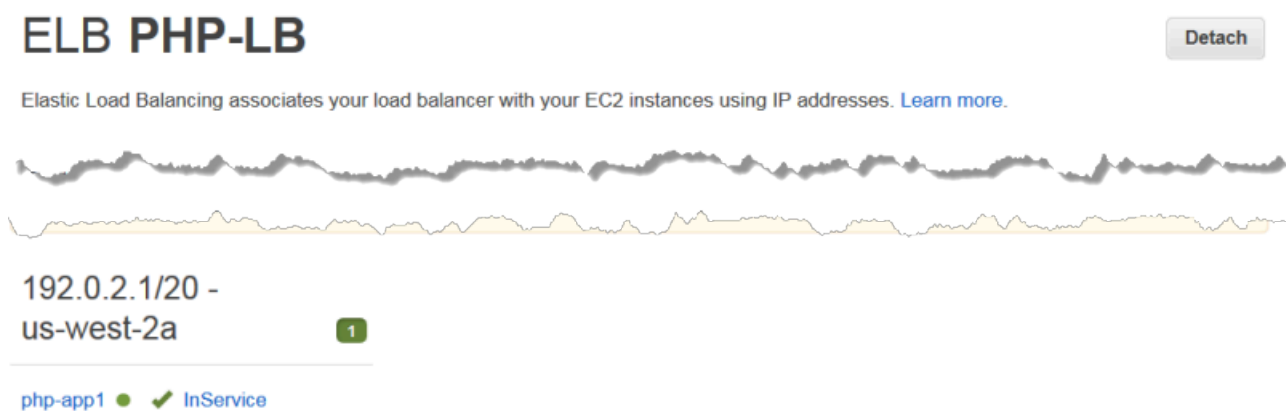 ELB PHP-LB
Detach
Elastic Load Balancing associates your load balancer with your EC2 instances using IP addresses. Learn more.
192.0.2.1/20 -
us-west-2a
1
php-app1 InService